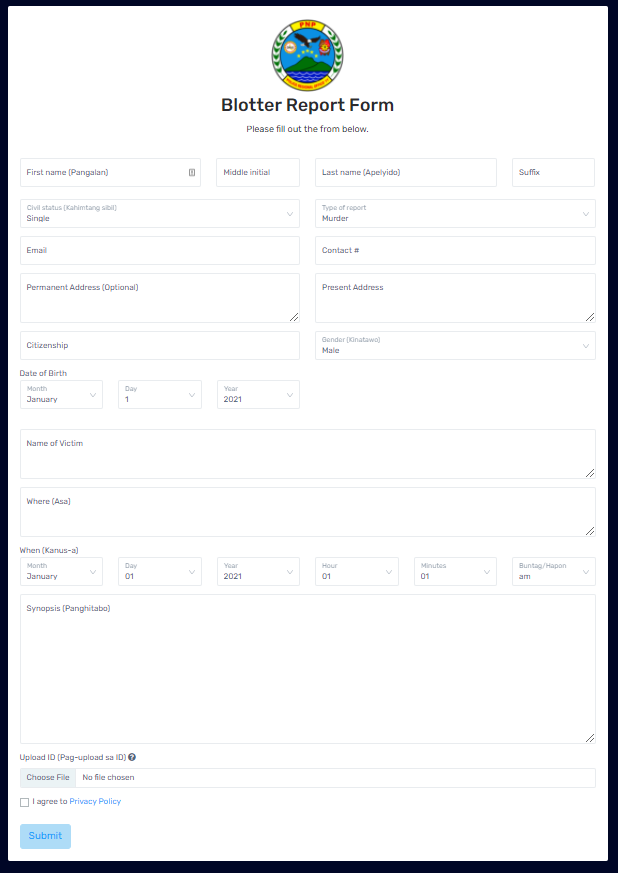 PNP
Blotter Report Form
Please fill out the from below.
First name (Pangalan)
Middle initial
Last name (Apelyido)
Suffix
Civil status (Kahimtang sibil)
Single
Type of report
Murder
Email
Contact #
Permanent Address (Optional)
Present Address
Citizenship
Gender (Kinatawo)
Male
Date of Birth
Month
January
Day
1
Year
2021
Name of Victim
Where (Asa)
When (Kanus-a)
Month
January
Day
01
Year
2021
Hour
01
Minutes
01
Buntag/Hapon
am
Synopsis (Panghitabo)
Upload ID (Pag-upload sa ID)
Choose File No file chosen
I agree to Privacy Policy
Submit